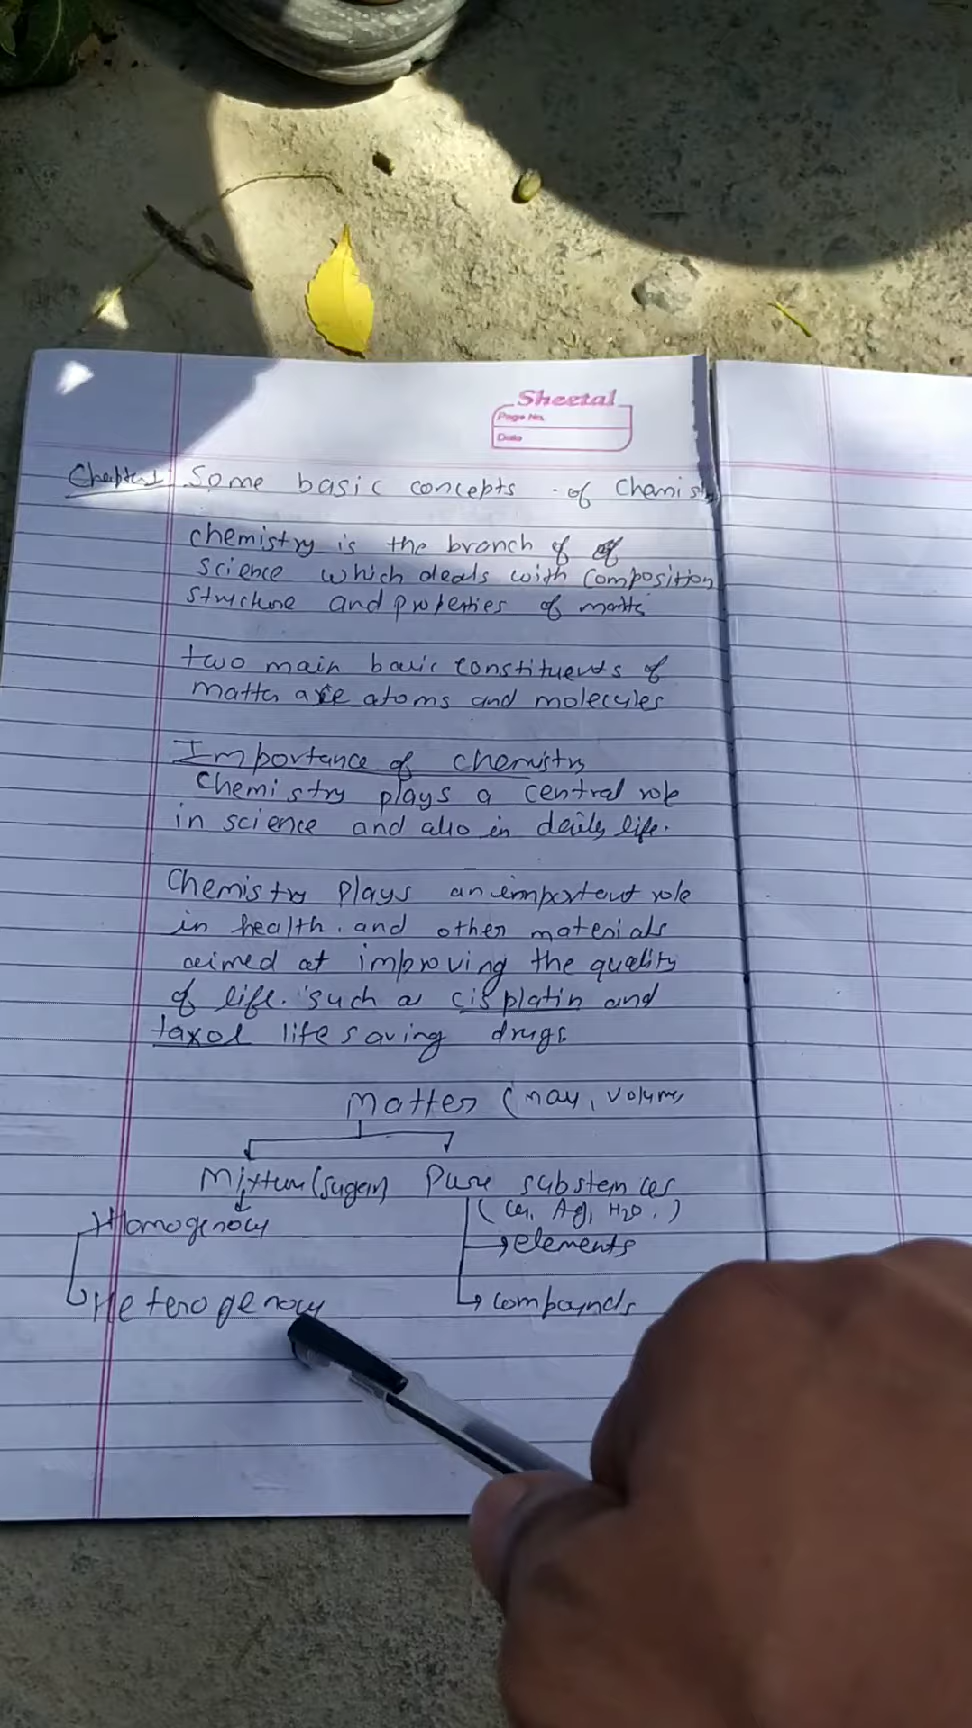 Sheetal
Page No.
Date
Chapter 1 Some basic concepts of Chemistry
chemistry is the branch of of
science which deals with composition
structure and properties of matter
two main basic constituents of
matter are atoms and molecules
Importance of chemistry
Chemistry plays a central role
in science and also in daily life.
Chemistry plays an important role
in health and other materials
aimed at improving the quality
of life. such as cisplatin and
taxol life saving drugs.
Matter (mass, volume,
Mixture (sugar) Pure substences
( Ag, H2O, )
Homogenous
elements
Heterogenous
compounds